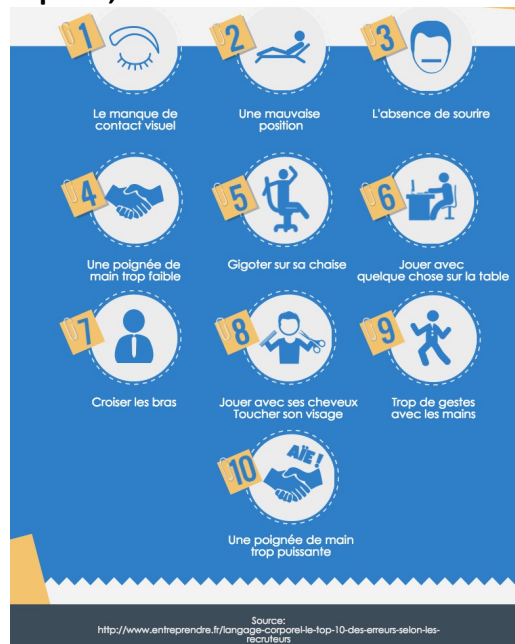 1
Le manque de
contact visuel
2
Une mauvaise
position
3
L'absence de sourire
4
Une poignée de
main trop faible
5
Gigoter sur sa chaise
6
Jouer avec
quelque chose sur la table
7
Croiser les bras
8
Jouer avec ses cheveux
Toucher son visage
9
Trop de gestes
avec les mains
10
AÏE !
Une poignée de main
trop puissante
Source:
http://www.entreprendre.fr/langage-corporel-le-top-10-des-erreurs-selon-les-
recruteurs